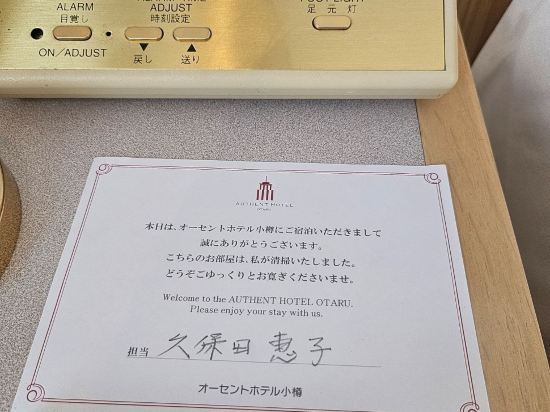 ALARM
目覚し
ON/ADJUST
ADJUST
時刻設定
戻し
送り
足元灯
AUTHENT HOTEL
OTARU
本日は、オーセントホテル小樽にご宿泊いただきまして
誠にありがとうございます。
こちらのお部屋は、私が清掃いたしました。
どうぞごゆっくりとお寛ぎくださいませ。
Welcome to the AUTHENT HOTEL OTARU.
Please enjoy your stay with us.
担当 久保田 惠子
オーセントホテル小樽